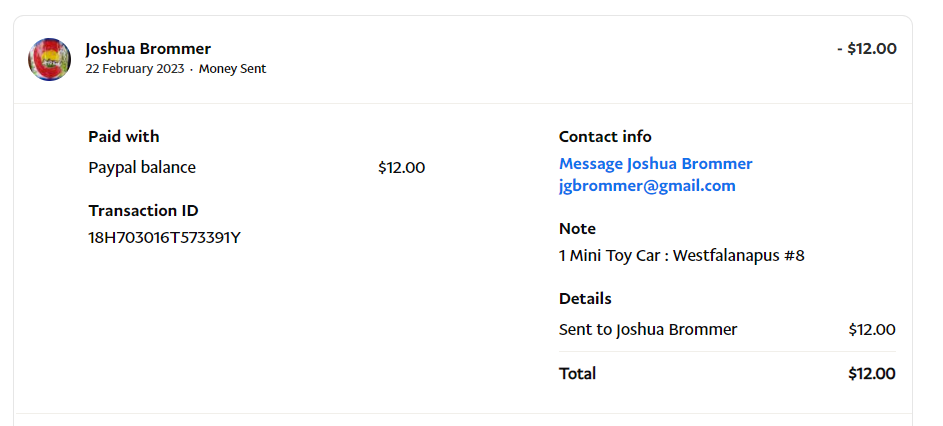 Joshua Brommer
- $12.00
22 February 2023 · Money Sent
Paid with
Paypal balance $12.00
Transaction ID
18H703016T573391Y
Contact info
Message Joshua Brommer
jgbrommer@gmail.com
Note
1 Mini Toy Car : Westfalanapus #8
Details
Sent to Joshua Brommer $12.00
Total $12.00